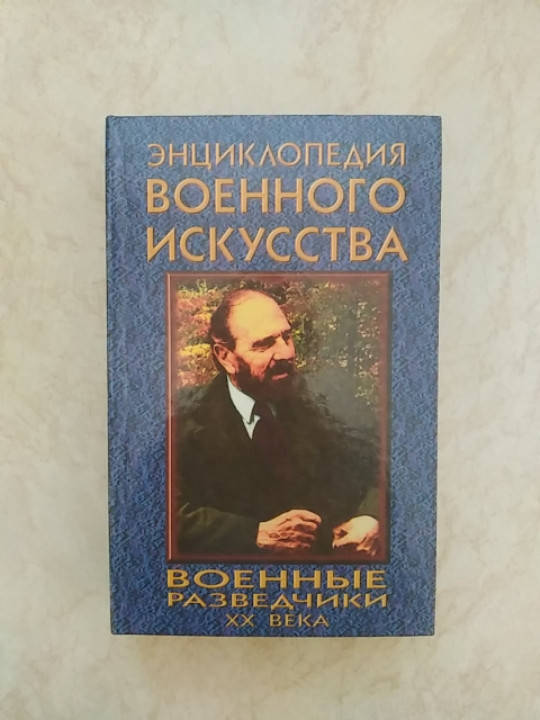 ЭНЦИКЛОПЕДИЯ
ВОЕННОГО
ИСКУССТВА
ВОЕННЫЕ
РАЗВЕДЧИКИ
XX ВЕКА